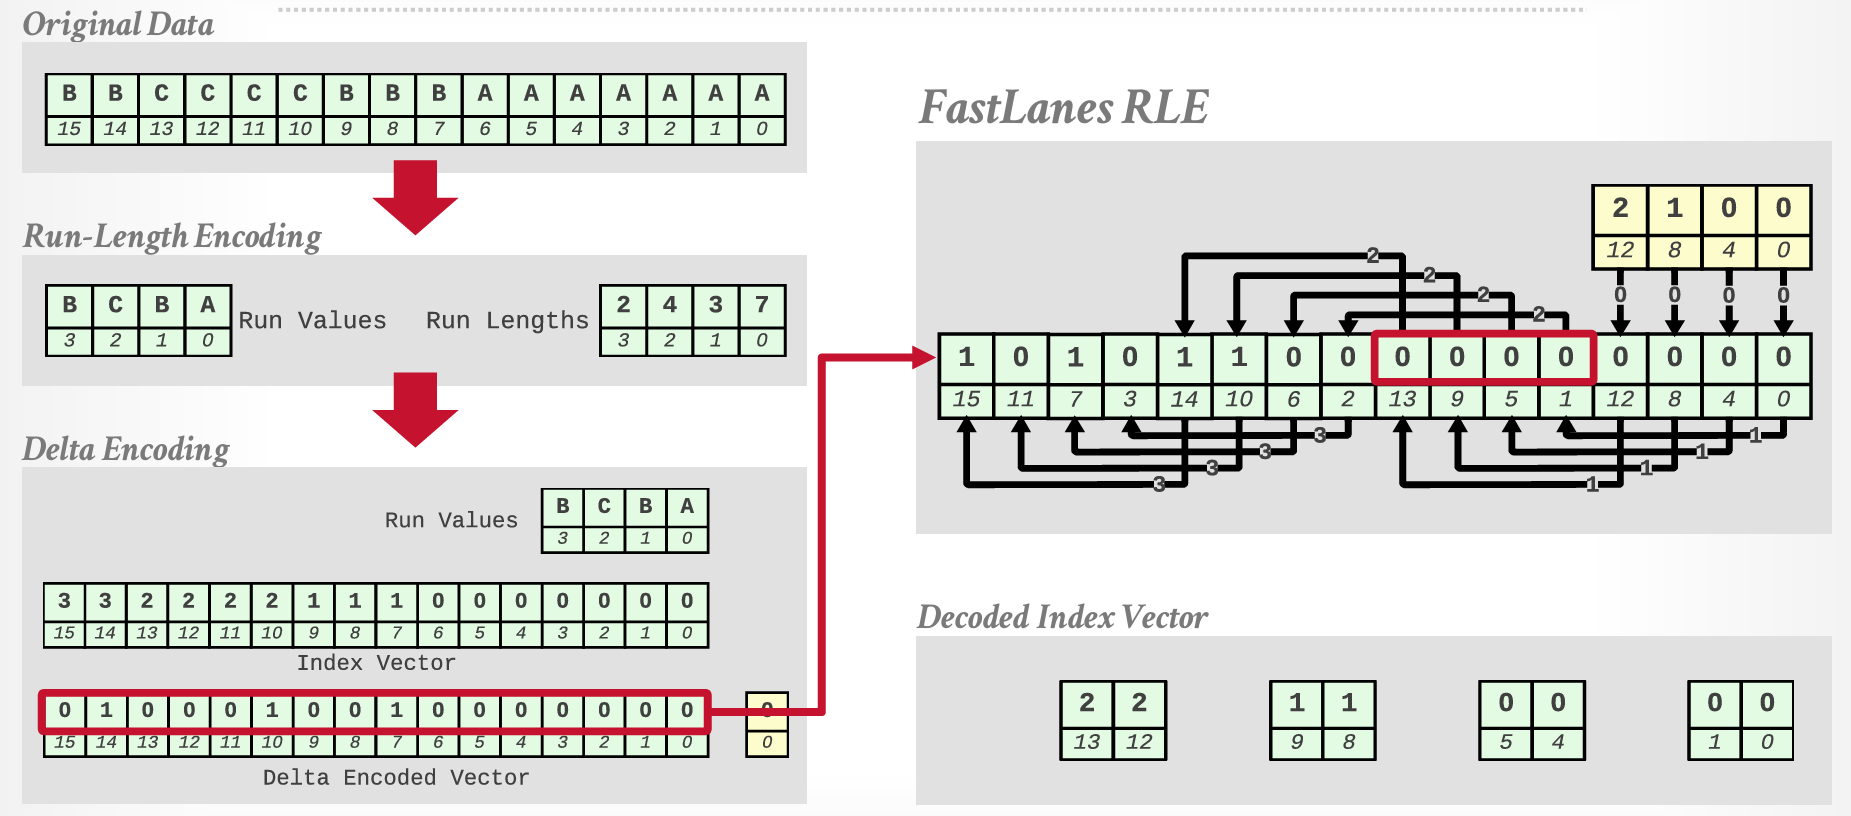 Original Data
B B C C C C B B B A A A A A A A
15 14 13 12 11 10 9 8 7 6 5 4 3 2 1 0
Run-Length Encoding
B C B A
3 2 1 0
Run Values
Run Lengths
2 4 3 7
3 2 1 0
Delta Encoding
Run Values
B C B A
3 2 1 0
3 3 2 2 2 2 1 1 1 0 0 0 0 0 0 0
15 14 13 12 11 10 9 8 7 6 5 4 3 2 1 0
Index Vector
0 1 0 0 0 1 0 0 1 0 0 0 0 0 0 0 0
15 14 13 12 11 10 9 8 7 6 5 4 3 2 1 0 0
Delta Encoded Vector
FastLanes RLE
2 1 0 0
12 8 4 0
2
2
2
2
0 0 0 0
1 0 1 0 1 1 0 0 0 0 0 0 0 0 0 0
15 11 7 3 14 10 6 2 13 9 5 1 12 8 4 0
3 1
3 1
3 1
3 1
Decoded Index Vector
2 2 1 1 0 0 0 0
13 12 9 8 5 4 1 0